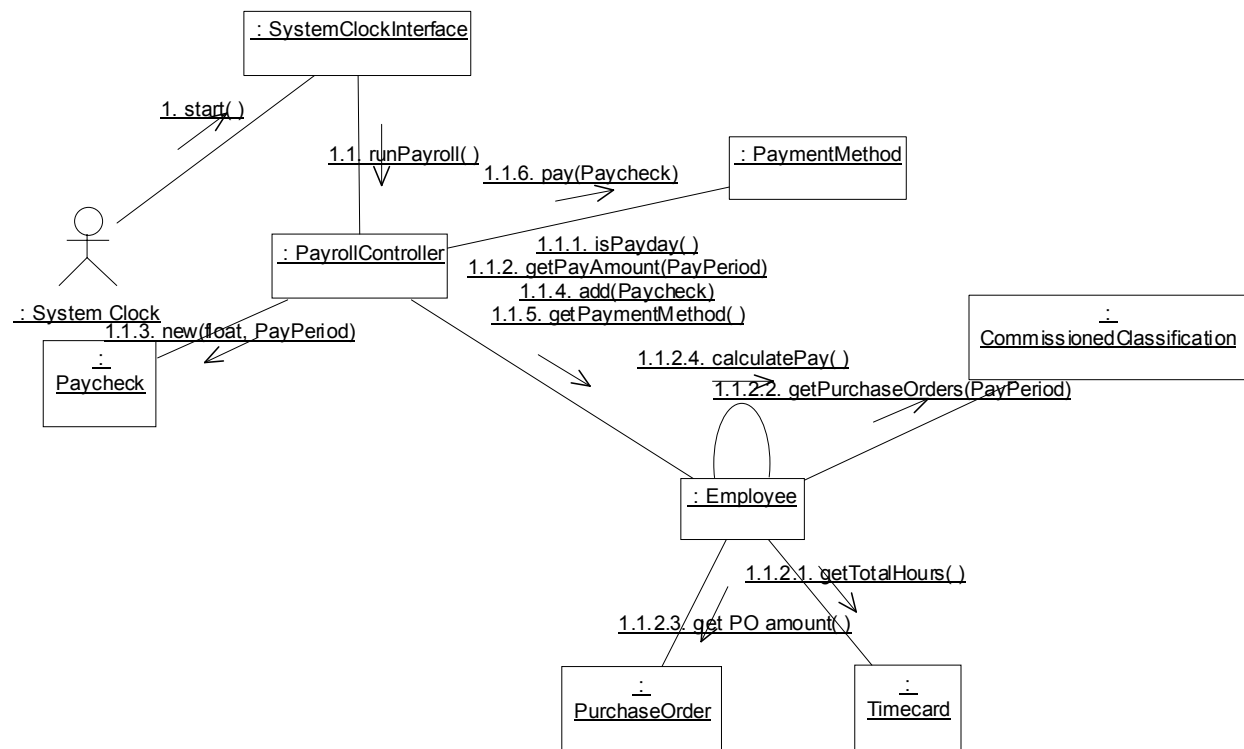 : SystemClockInterface
1. start( )
1.1. runPayroll( )
: PaymentMethod
1.1.6. pay(Paycheck)
: PayrollController
1.1.1. isPayday( )
1.1.2. getPayAmount(PayPeriod)
1.1.4. add(Paycheck)
1.1.5. getPaymentMethod( )
: System Clock
1.1.3. new(float, PayPeriod)
:
Paycheck
:
CommissionedClassification
1.1.2.4. calculatePay( )
1.1.2.2. getPurchaseOrders(PayPeriod)
: Employee
1.1.2.1. getTotalHours( )
1.1.2.3. get PO amount( )
:
PurchaseOrder
:
Timecard